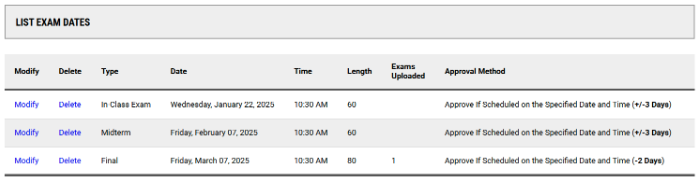 LIST EXAM DATES
Modify Delete Type Date Time Length Exams Uploaded Approval Method
Modify Delete In Class Exam Wednesday, January 22, 2025 10:30 AM 60 Approve If Scheduled on the Specified Date and Time (+/-3 Days)
Modify Delete Midterm Friday, February 07, 2025 10:30 AM 60 Approve If Scheduled on the Specified Date and Time (+/-3 Days)
Modify Delete Final Friday, March 07, 2025 10:30 AM 80 1 Approve If Scheduled on the Specified Date and Time (-2 Days)